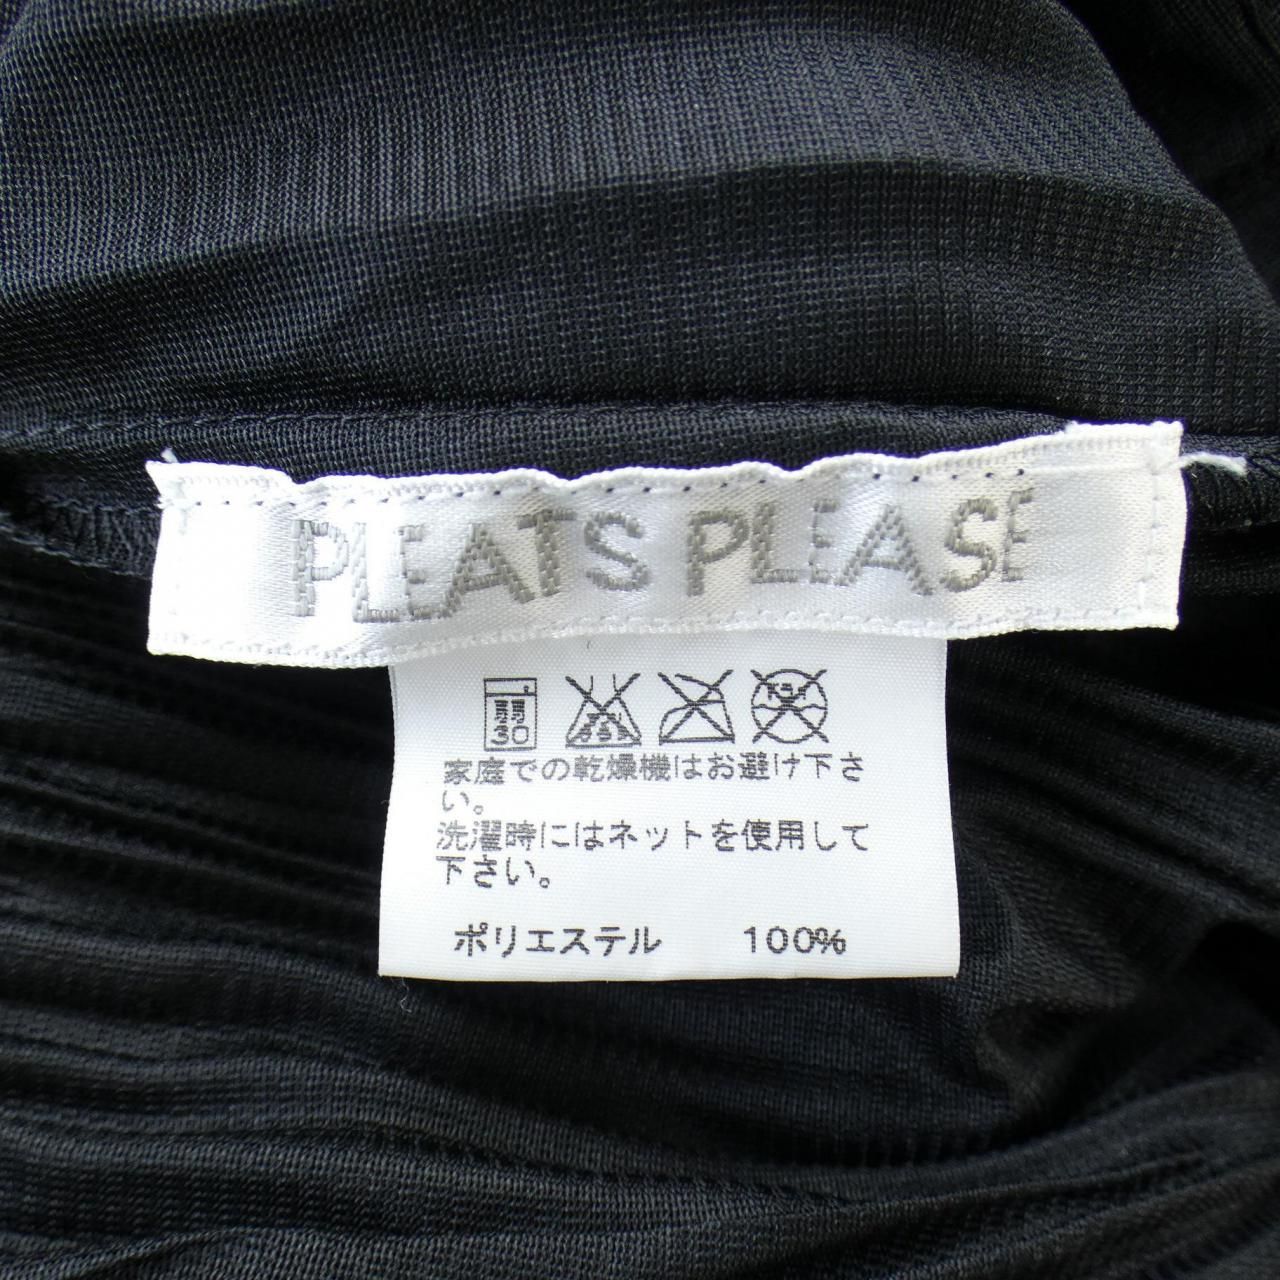 PLEATS PLEASE
弱
30
家庭での乾燥機はお避け下さ
い。
洗濯時にはネットを使用して
下さい。
ポリエステル 100%